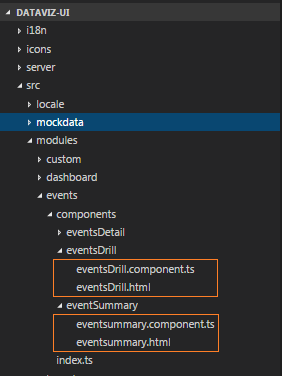 DATAVIZ-UI
i18n
icons
server
src
locale
mockdata
modules
custom
dashboard
events
components
eventsDetail
eventsDrill
eventsDrill.component.ts
eventsDrill.html
eventSummary
eventsummary.component.ts
eventsummary.html
index.ts